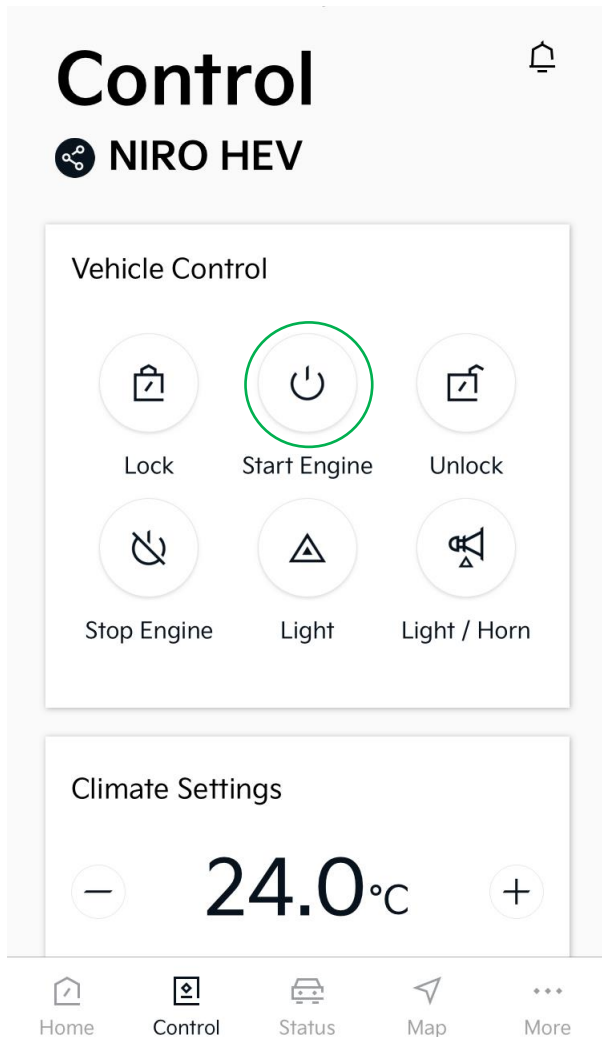 Control
NIRO HEV
Vehicle Control
Lock Start Engine Unlock
Stop Engine Light Light / Horn
Climate Settings
24.0°C
Home Control Status Map More